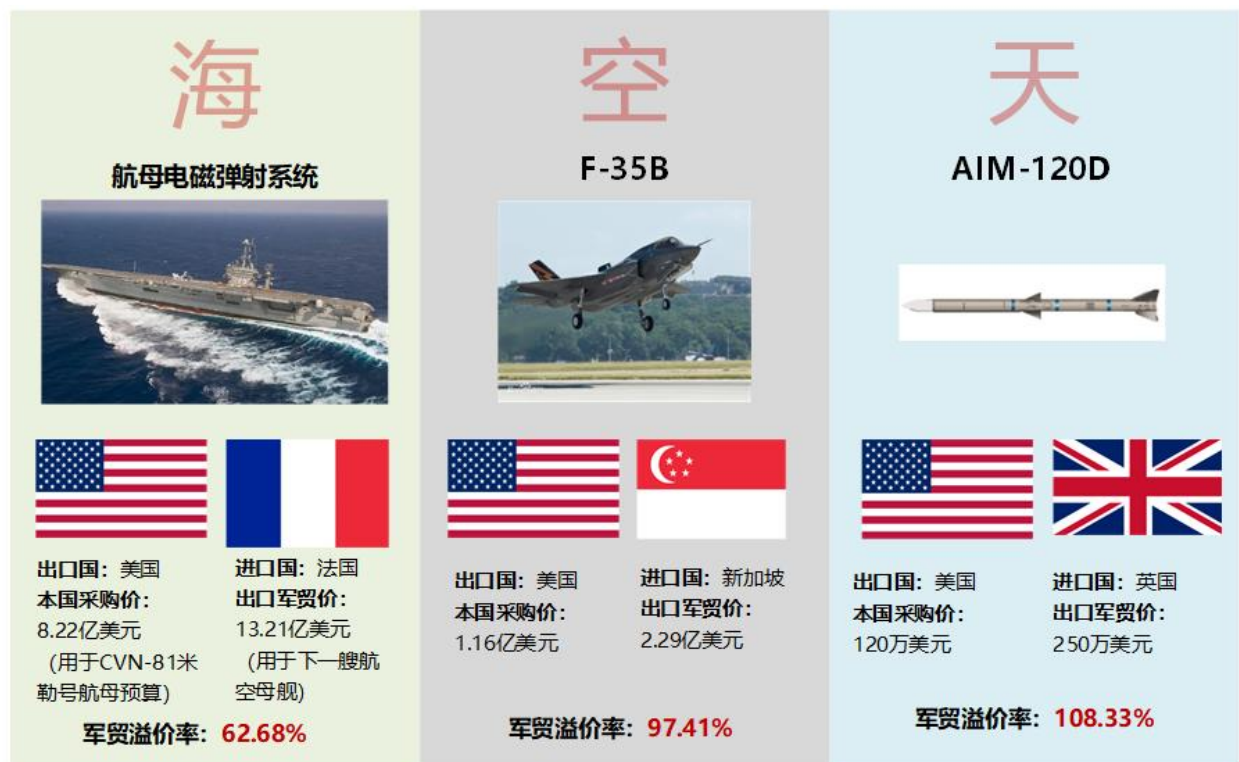 海
航母电磁弹射系统
出口国：美国
本国采购价：
8.22亿美元
（用于CVN-81米
勒号航母预算）
进口国：法国
出口军贸价：
13.21亿美元
（用于下一艘航
空母舰）
军贸溢价率：62.68%
空
F-35B
出口国：美国
本国采购价：
1.16亿美元
进口国：新加坡
出口军贸价：
2.29亿美元
军贸溢价率：97.41%
天
AIM-120D
出口国：美国
本国采购价：
120万美元
进口国：英国
出口军贸价：
250万美元
军贸溢价率：108.33%